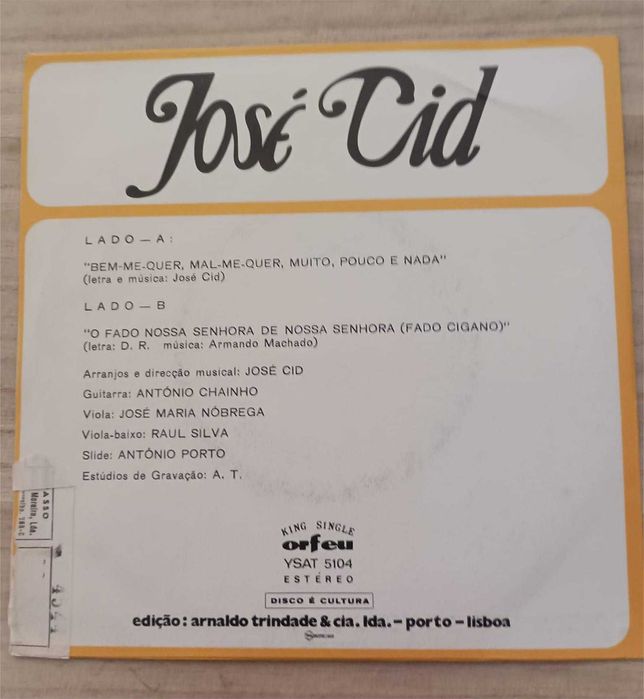 José Cid
LADO — A:
"BEM-ME-QUER, MAL-ME-QUER, MUITO, POUCO E NADA"
(letra e música: José Cid)
LADO — B
"O FADO NOSSA SENHORA DE NOSSA SENHORA (FADO CIGANO)"
(letra: D. R. música: Armando Machado)
Arranjos e direcção musical: JOSÉ CID
Guitarra: ANTÓNIO CHAINHO
Viola: JOSÉ MARIA NÓBREGA
Viola-baixo: RAUL SILVA
Slide: ANTÓNIO PORTO
Estúdios de Gravação: A. T.
ASSO
Moreira, Lda.
KING SINGLE
orfeu
YSAT 5104
ESTÉREO
DISCO É CULTURA
edição: arnaldo trindade & cia. lda. – porto – lisboa